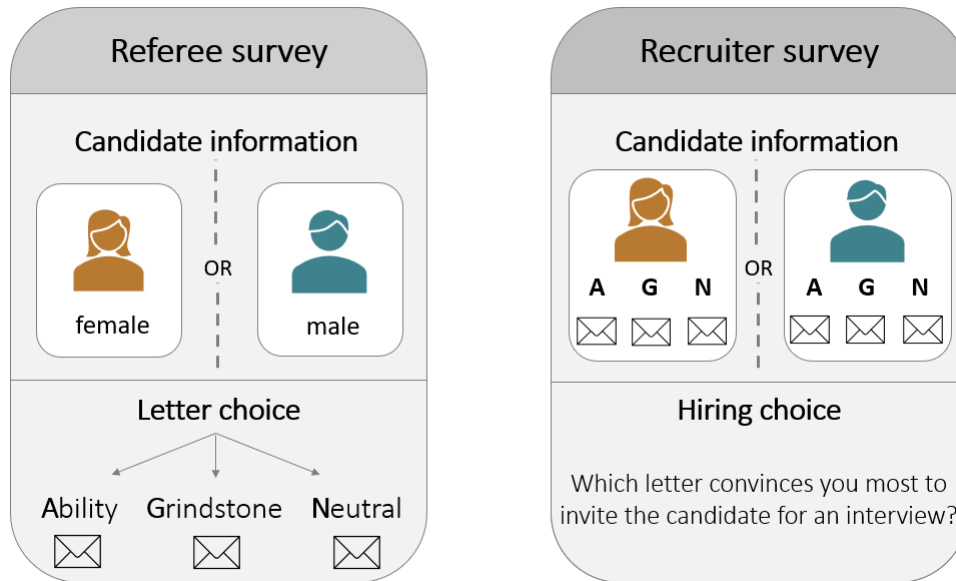 Referee survey
Candidate information
OR
female
male
Letter choice
Ability
Grindstone
Neutral
Recruiter survey
Candidate information
OR
A G N
A G N
Hiring choice
Which letter convinces you most to
invite the candidate for an interview?